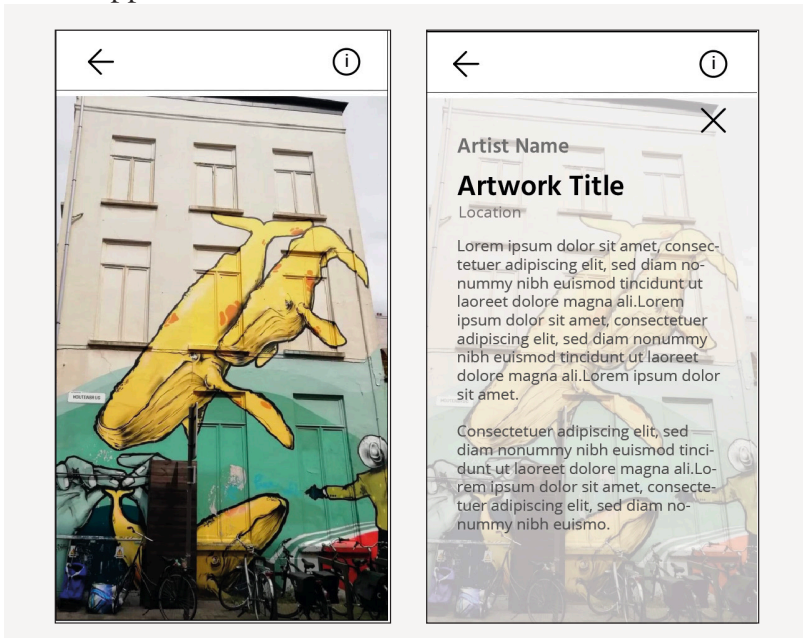 i
i
Artist Name
Artwork Title
Location
Lorem ipsum dolor sit amet, consec-
tetuer adipiscing elit, sed diam no-
nummy nibh euismod tincidunt ut
laoreet dolore magna ali.Lorem
ipsum dolor sit amet, consectetuer
adipiscing elit, sed diam nonummy
nibh euismod tincidunt ut laoreet
dolore magna ali.Lorem ipsum dolor
sit amet.
Consectetuer adipiscing elit, sed
diam nonummy nibh euismod tinci-
dunt ut laoreet dolore magna ali.Lo-
rem ipsum dolor sit amet, consecte-
tuer adipiscing elit, sed diam no-
nummy nibh euismo.